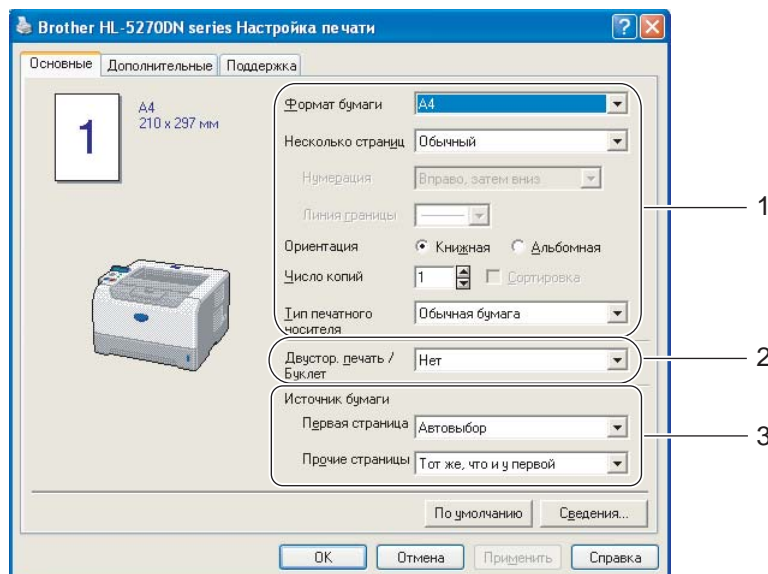 Brother HL-5270DN series Настройка печати
Основные Дополнительные Поддержка
1
A4
210 x 297 мм
Формат бумаги A4
Несколько страниц Обычный
Нумерация Вправо, затем вниз
Линия границы
1
Ориентация Книжная Альбомная
Число копий 1 Сортировка
Тип печатного носителя Обычная бумага
Двустор. печать / Буклет Нет
2
Источник бумаги
Первая страница Автовыбор
3
Прочие страницы Тот же, что и у первой
По умолчанию Сведения...
OK Отмена Применить Справка